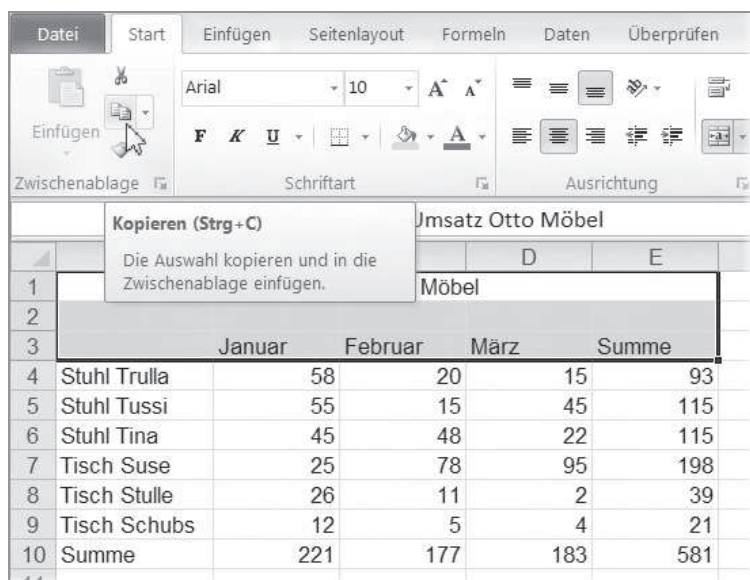 Datei Start Einfügen Seitenlayout Formeln Daten Überprüfen
Arial 10 A A
Einfügen
F K U A
Zwischenablage Schriftart Ausrichtung
Umsatz Otto Möbel
Kopieren (Strg+C)
Die Auswahl kopieren und in die
Zwischenablage einfügen.
D E
1 Möbel
2
3 Januar Februar März Summe
4 Stuhl Trulla 58 20 15 93
5 Stuhl Tussi 55 15 45 115
6 Stuhl Tina 45 48 22 115
7 Tisch Suse 25 78 95 198
8 Tisch Stulle 26 11 2 39
9 Tisch Schubs 12 5 4 21
10 Summe 221 177 183 581